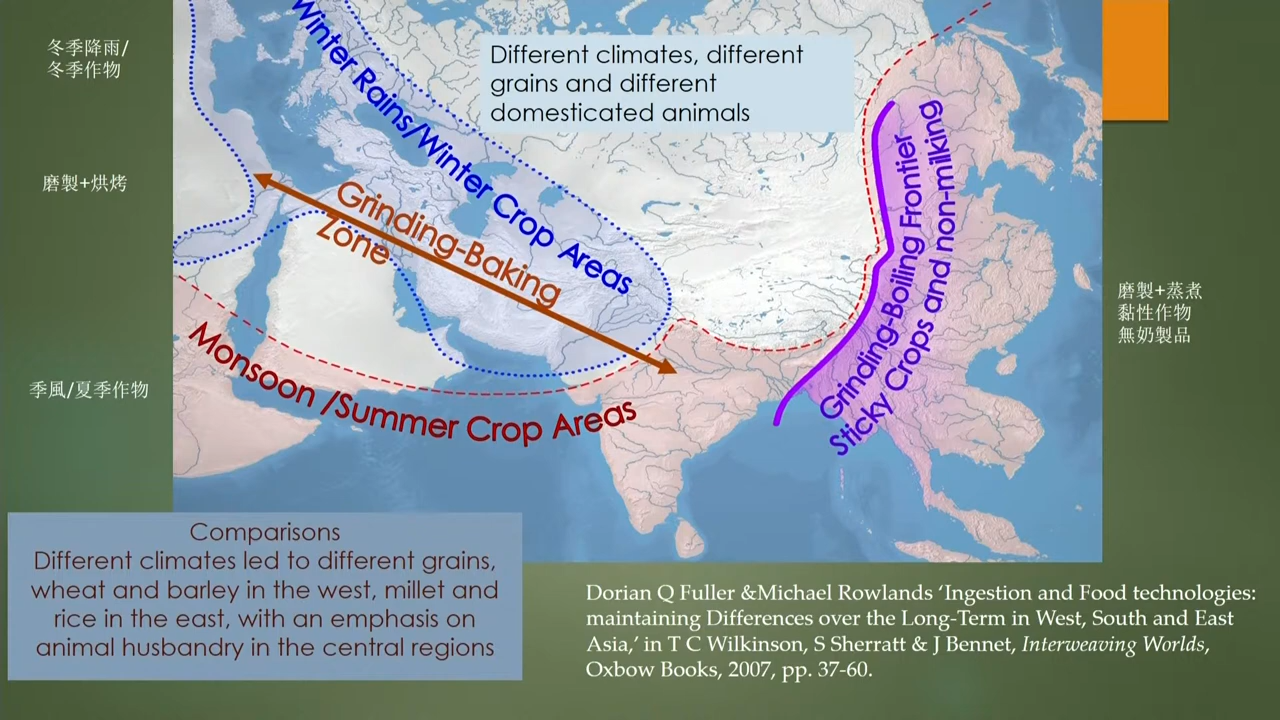 冬季降雨/
冬季作物
磨製+烘烤
季風/夏季作物
Winter Rains/Winter Crop Areas
Different climates, different
grains and different
domesticated animals
Grinding-Baking
Zone
Monsoon /Summer Crop Areas
Grinding-Boiling Frontier
Sticky Crops and non-milking
磨製+蒸煮
黏性作物
無奶製品
Comparisons
Different climates led to different grains,
wheat and barley in the west, millet and
rice in the east, with an emphasis on
animal husbandry in the central regions
Dorian Q Fuller &Michael Rowlands ‘Ingestion and Food technologies:
maintaining Differences over the Long-Term in West, South and East
Asia,’ in T C Wilkinson, S Sherratt & J Bennet, Interweaving Worlds,
Oxbow Books, 2007, pp. 37-60.